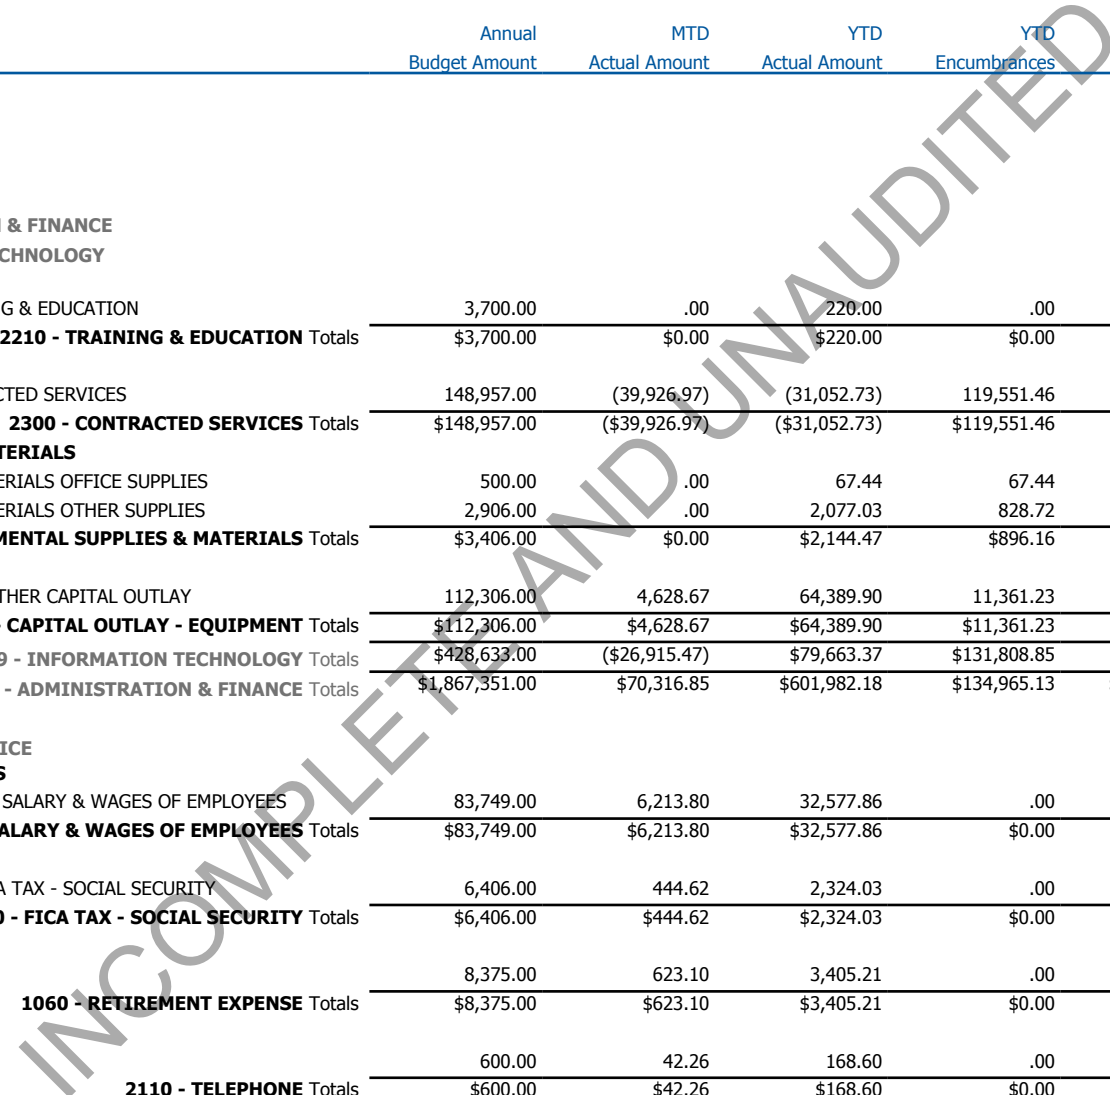 Annual MTD YTD YTD
Budget Amount Actual Amount Actual Amount Encumbrances
& FINANCE
CHNOLOGY
G & EDUCATION 3,700.00 .00 220.00 .00
2210 - TRAINING & EDUCATION Totals $3,700.00 $0.00 $220.00 $0.00
CTED SERVICES 148,957.00 (39,926.97) (31,052.73) 119,551.46
2300 - CONTRACTED SERVICES Totals $148,957.00 ($39,926.97) ($31,052.73) $119,551.46
TERIALS
ERIALS OFFICE SUPPLIES 500.00 .00 67.44 67.44
ERIALS OTHER SUPPLIES 2,906.00 .00 2,077.03 828.72
MENTAL SUPPLIES & MATERIALS Totals $3,406.00 $0.00 $2,144.47 $896.16
THER CAPITAL OUTLAY 112,306.00 4,628.67 64,389.90 11,361.23
CAPITAL OUTLAY - EQUIPMENT Totals $112,306.00 $4,628.67 $64,389.90 $11,361.23
9 - INFORMATION TECHNOLOGY Totals $428,633.00 ($26,915.47) $79,663.37 $131,808.85
- ADMINISTRATION & FINANCE Totals $1,867,351.00 $70,316.85 $601,982.18 $134,965.13
ICE
S
SALARY & WAGES OF EMPLOYEES 83,749.00 6,213.80 32,577.86 .00
ALARY & WAGES OF EMPLOYEES Totals $83,749.00 $6,213.80 $32,577.86 $0.00
A TAX - SOCIAL SECURITY 6,406.00 444.62 2,324.03 .00
0 - FICA TAX - SOCIAL SECURITY Totals $6,406.00 $444.62 $2,324.03 $0.00
8,375.00 623.10 3,405.21 .00
1060 - RETIREMENT EXPENSE Totals $8,375.00 $623.10 $3,405.21 $0.00
600.00 42.26 168.60 .00
2110 - TELEPHONE Totals $600.00 $42.26 $168.60 $0.00
INCOMPLETE AND UNAUDITED